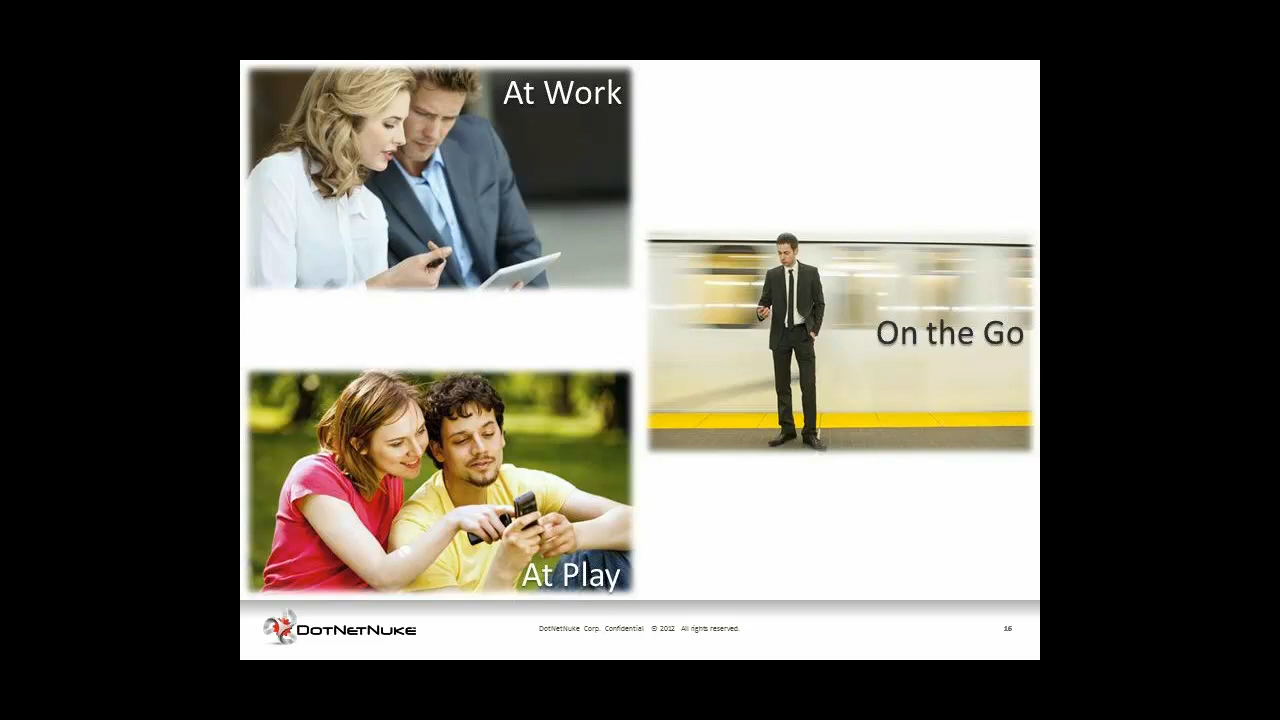 At Work
On the Go
At Play
DotNetNuke
DotNetNuke Corp. Confidential © 2012 All rights reserved.
16